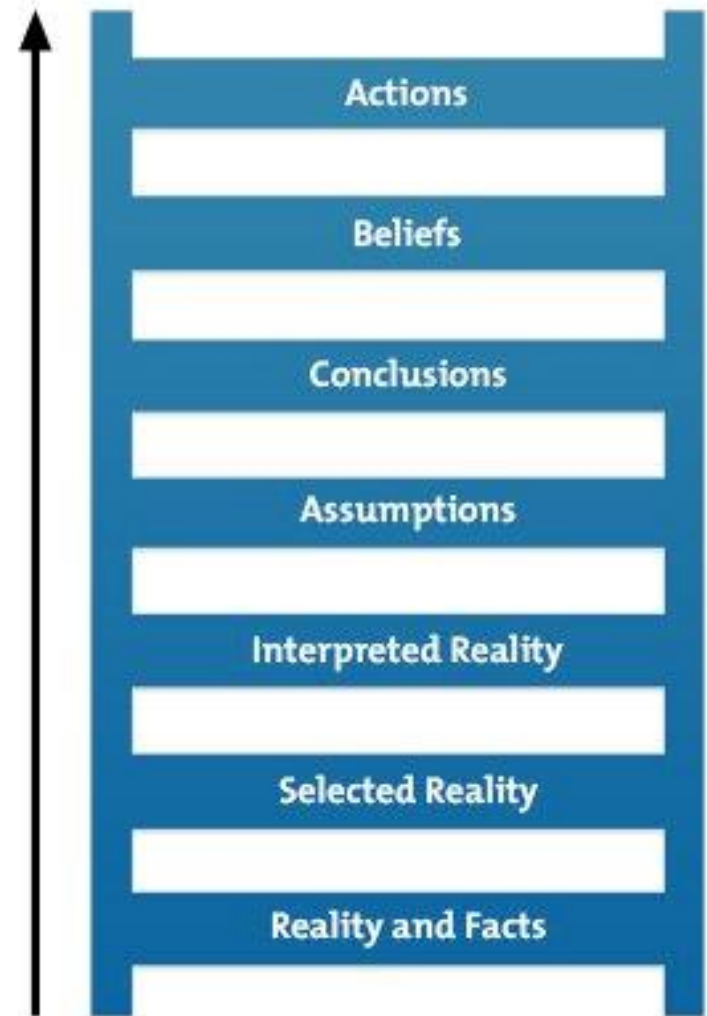 Actions
Beliefs
Conclusions
Assumptions
Interpreted Reality
Selected Reality
Reality and Facts